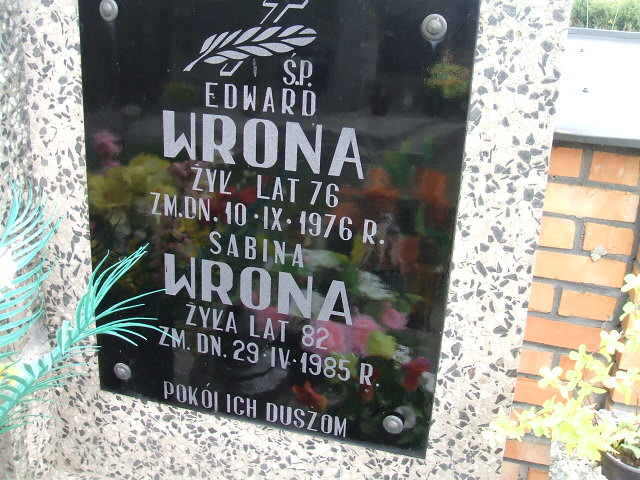 Ś.P.
EDWARD
WRONA
ŻYŁ LAT 76
ZM.DN. 10·IX·1976 R.
SABINA
WRONA
ŻYŁA LAT 82
ZM. DN. 29·IV·1985 R.
POKÓJ ICH DUSZOM